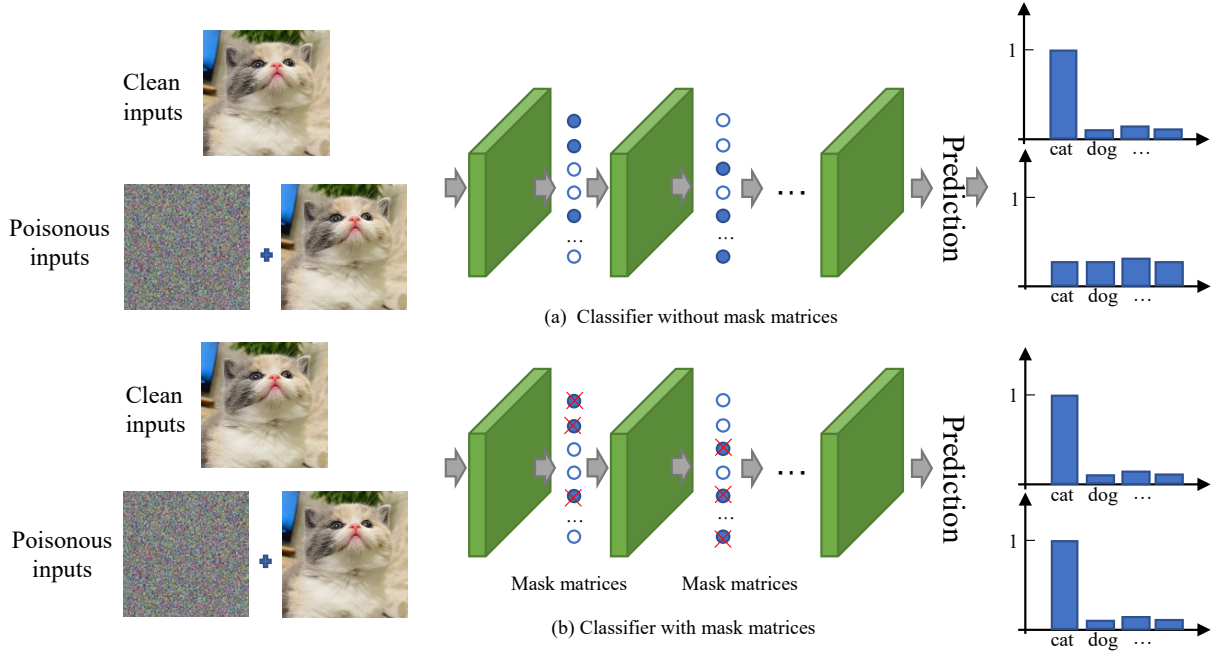 Clean
inputs
Poisonous
inputs
...
...
...
Prediction
1
cat dog ...
1
cat dog ...
(a) Classifier without mask matrices
Clean
inputs
Poisonous
inputs
...
...
...
Mask matrices
Mask matrices
Prediction
1
cat dog ...
1
cat dog ...
(b) Classifier with mask matrices